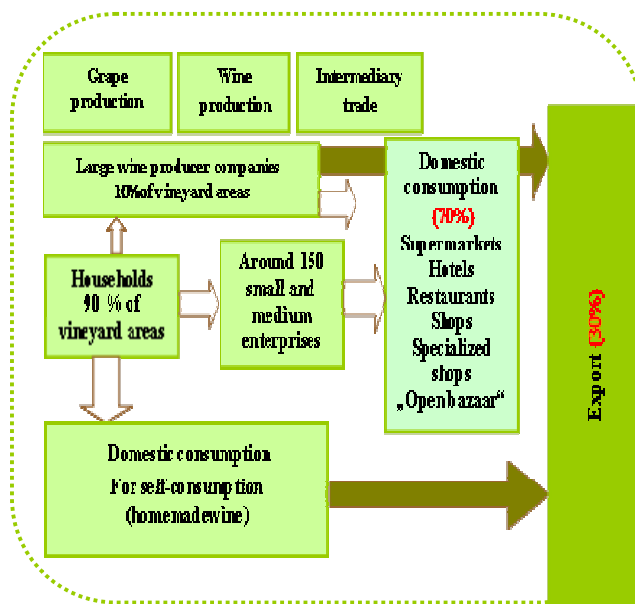 Grape
production
Wine
production
Intermediary
trade
Large wine producer companies
10% of vineyard areas
Domestic
consumption
(70%)
Supermarkets
Hotels
Restaurants
Shops
Specialized
shops
„Openbazaar“
Households
90 % of
vineyard areas
Around 150
small and
medium
enterprises
Export (30%)
Domestic consumption
For self-consumption
(homemadewine)